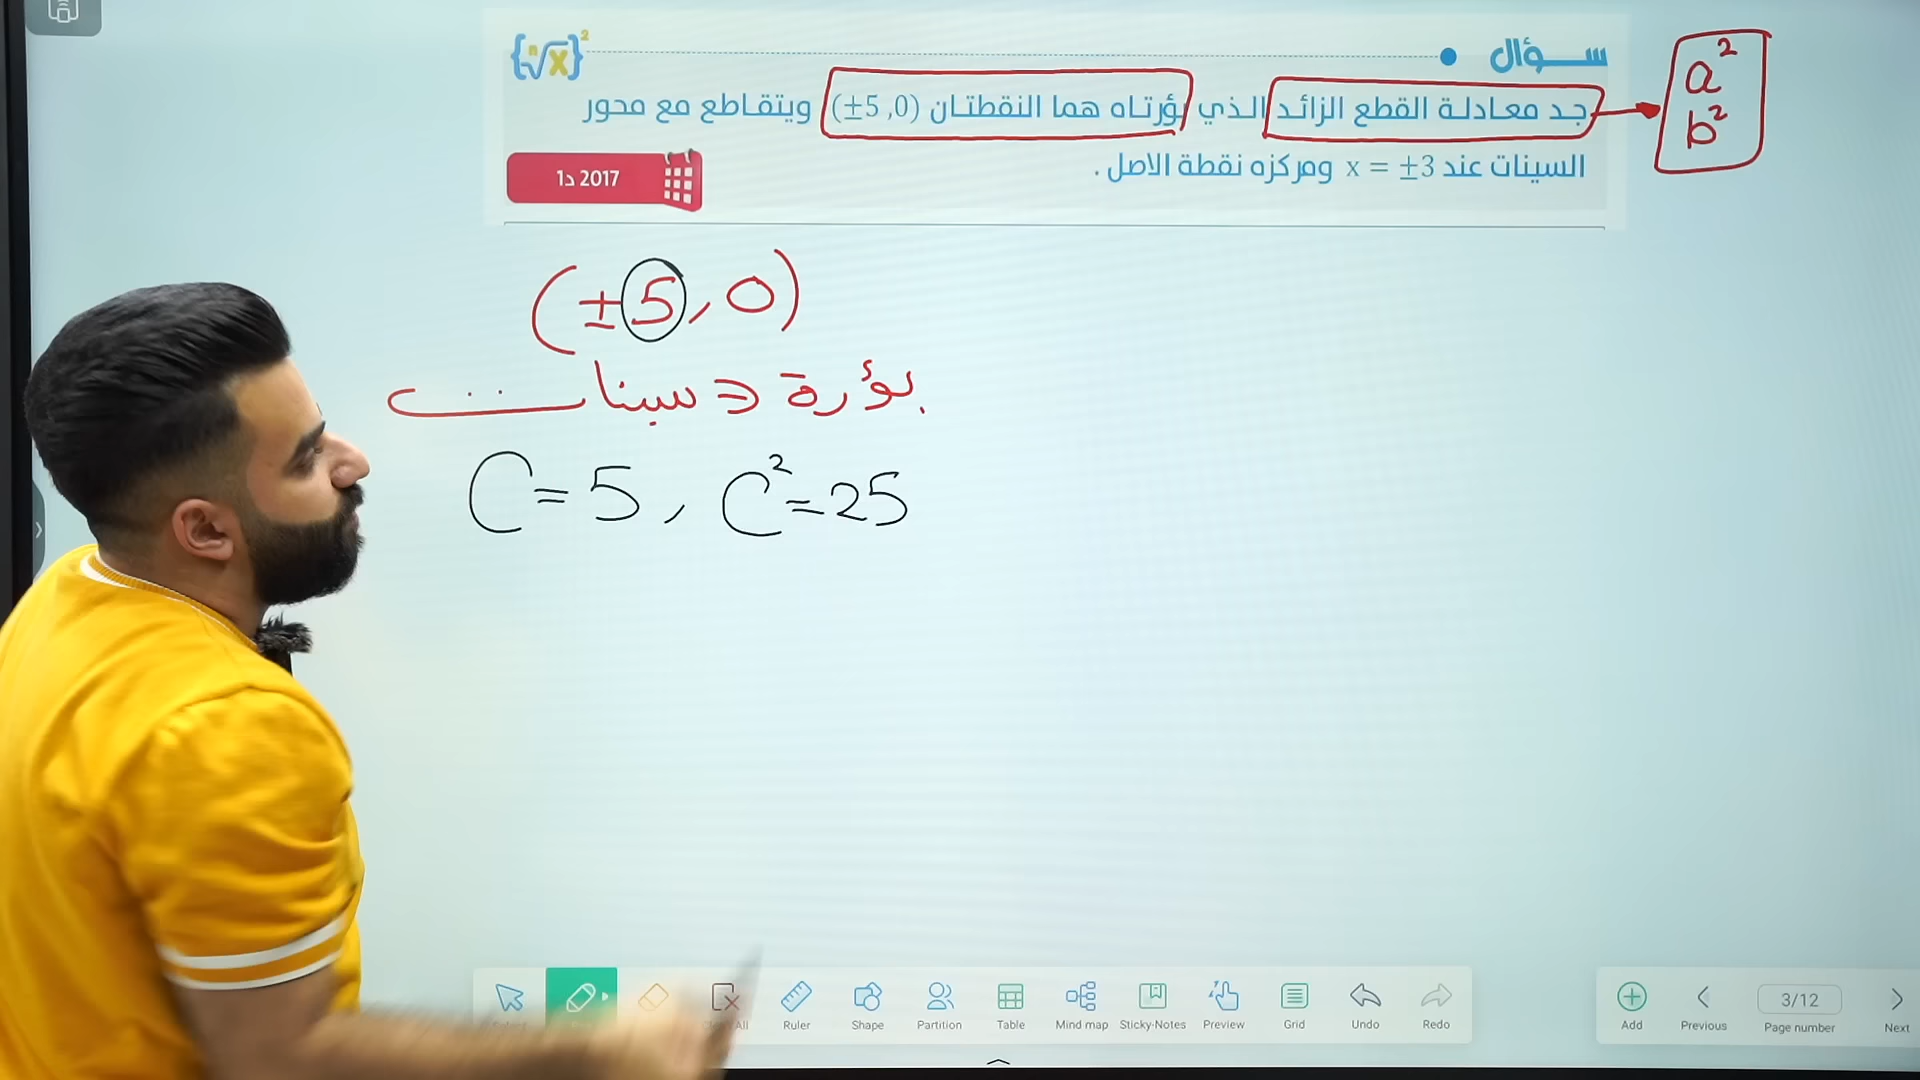 سؤال
{ⁿ√x}²
جد معادلة القطع الزائد الذي بؤرتاه هما النقطتان (±5 ,0) ويتقاطع مع محور
السينات عند x = ±3 ومركزه نقطة الاصل .
2017 د1
a²
b²
(±5, 0)
بؤرة ⇐ سينات
C = 5 , C² = 25
Ruler Shape Partition Table Mind map Sticky-Notes Preview Grid Undo Redo
3/12
Add Previous Page number Next